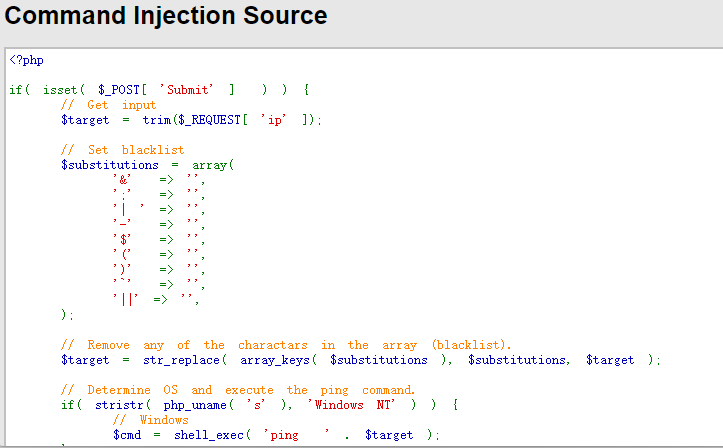 Command Injection Source
<?php
if( isset( $_POST[ 'Submit' ] ) ) {
// Get input
$target = trim($_REQUEST[ 'ip' ]);
// Set blacklist
$substitutions = array(
'&' => '',
';' => '',
'| ' => '',
'-' => '',
'$' => '',
'(' => '',
')' => '',
'`' => '',
'||' => '',
);
// Remove any of the charactars in the array (blacklist).
$target = str_replace( array_keys( $substitutions ), $substitutions, $target );
// Determine OS and execute the ping command.
if( stristr( php_uname( 's' ), 'Windows NT' ) ) {
// Windows
$cmd = shell_exec( 'ping ' . $target );